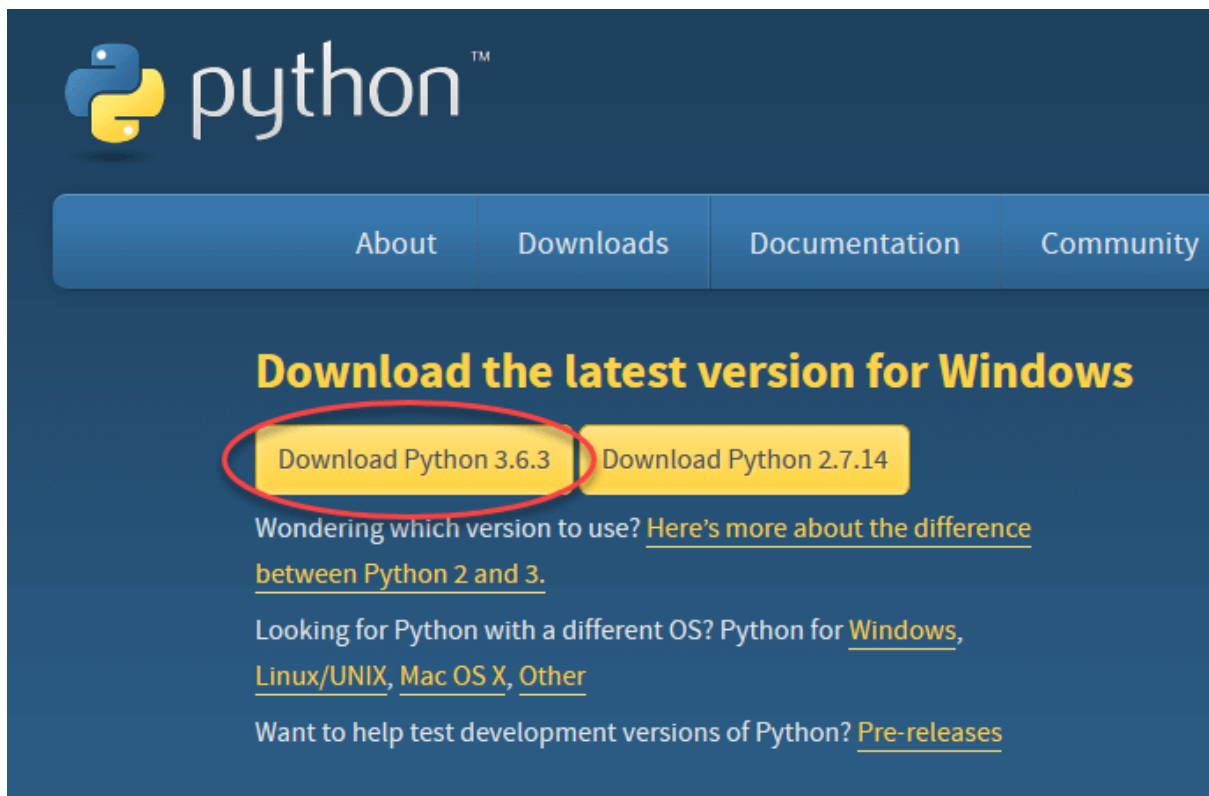 python™
About Downloads Documentation Community
Download the latest version for Windows
Download Python 3.6.3 Download Python 2.7.14
Wondering which version to use? Here’s more about the difference
between Python 2 and 3.
Looking for Python with a different OS? Python for Windows,
Linux/UNIX, Mac OS X, Other
Want to help test development versions of Python? Pre-releases